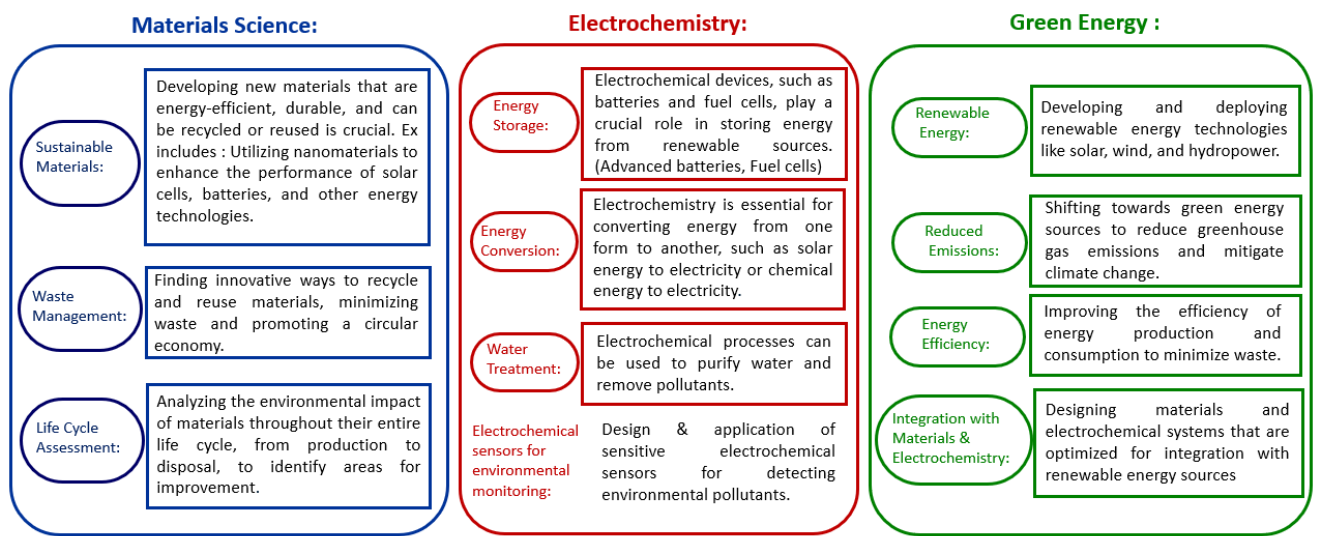 Materials Science:
Sustainable
Materials:
Developing new materials that are
energy-efficient, durable, and can
be recycled or reused is crucial. Ex
includes : Utilizing nanomaterials to
enhance the performance of solar
cells, batteries, and other energy
technologies.
Waste
Management:
Finding innovative ways to recycle
and reuse materials, minimizing
waste and promoting a circular
economy.
Life Cycle
Assessment:
Analyzing the environmental impact
of materials throughout their entire
life cycle, from production to
disposal, to identify areas for
improvement.
Electrochemistry:
Energy
Storage:
Electrochemical devices, such as
batteries and fuel cells, play a
crucial role in storing energy
from renewable sources.
(Advanced batteries, Fuel cells)
Energy
Conversion:
Electrochemistry is essential for
converting energy from one
form to another, such as solar
energy to electricity or chemical
energy to electricity.
Water
Treatment:
Electrochemical processes can
be used to purify water and
remove pollutants.
Electrochemical
sensors for
environmental
monitoring:
Design & application of
sensitive electrochemical
sensors for detecting
environmental pollutants.
Green Energy :
Renewable
Energy:
Developing and deploying
renewable energy technologies
like solar, wind, and hydropower.
Reduced
Emissions:
Shifting towards green energy
sources to reduce greenhouse
gas emissions and mitigate
climate change.
Energy
Efficiency:
Improving the efficiency of
energy production and
consumption to minimize waste.
Integration with
Materials &
Electrochemistry:
Designing materials and
electrochemical systems that are
optimized for integration with
renewable energy sources